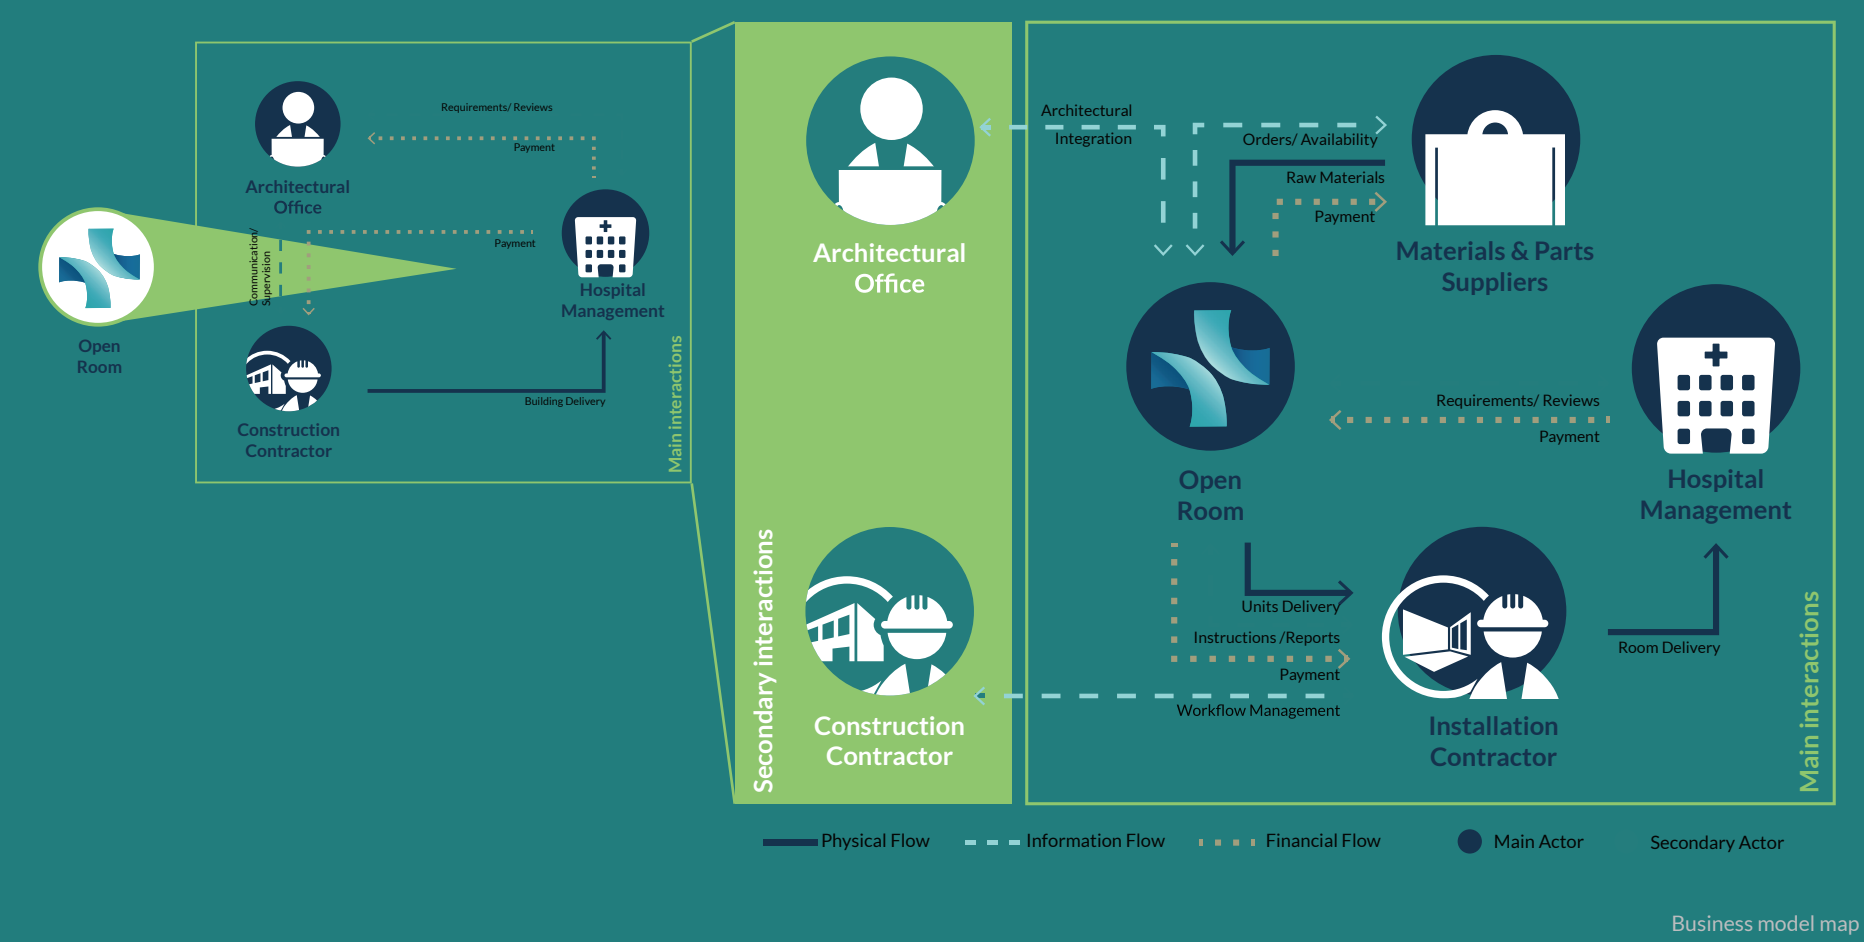 Requirements/ Reviews
Payment
Architectural
Office
Communication/
Supervision
Payment
Hospital
Management
Open
Room
Construction
Contractor
Building Delivery
Main interactions
Architectural
Office
Secondary interactions
Construction
Contractor
Architectural
Integration
Orders/ Availability
Raw Materials
Payment
Materials & Parts
Suppliers
Open
Room
Requirements/ Reviews
Payment
Hospital
Management
Units Delivery
Instructions /Reports
Payment
Workflow Management
Installation
Contractor
Room Delivery
Main interactions
Physical Flow
Information Flow
Financial Flow
Main Actor
Secondary Actor
Business model map